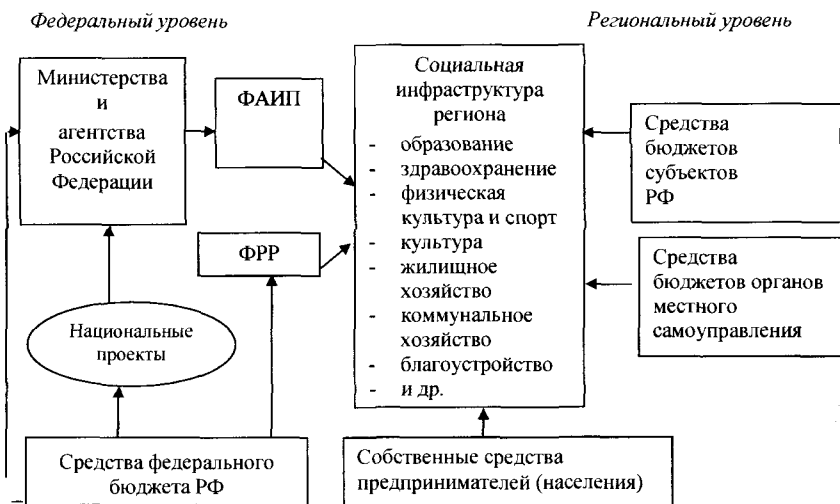 Федеральный уровень
Региональный уровень
Министерства
и
агентства
Российской
Федерации
ФАИП
ФРР
Национальные
проекты
Средства федерального
бюджета РФ
Социальная
инфраструктура
региона
- образование
- здравоохранение
- физическая
культура и спорт
- культура
- жилищное
хозяйство
- коммунальное
хозяйство
- благоустройство
- и др.
Собственные средства
предпринимателей (населения)
Средства
бюджетов
субъектов
РФ
Средства
бюджетов органов
местного
самоуправления